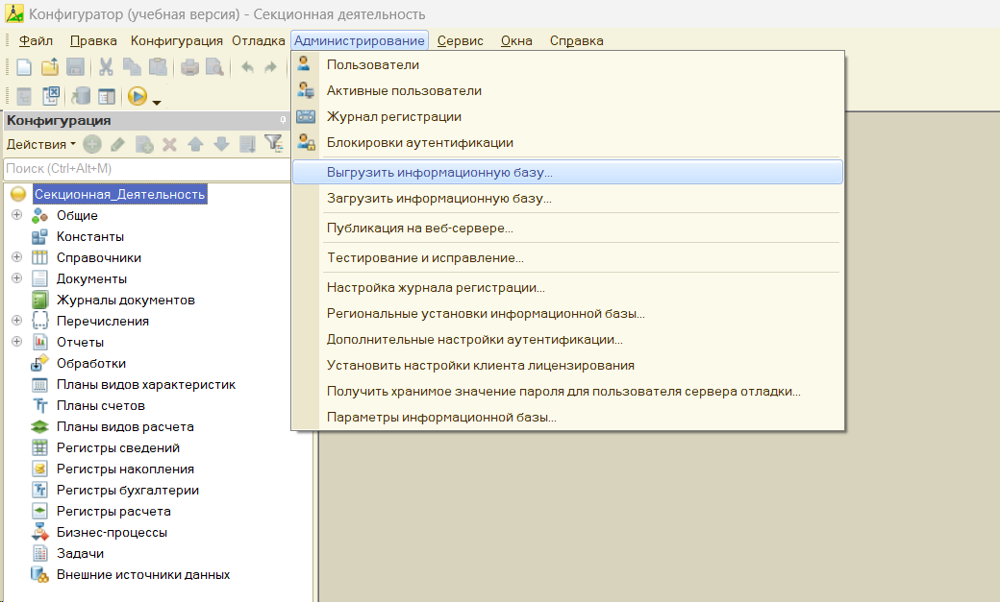 Конфигуратор (учебная версия) - Секционная деятельность
Файл Правка Конфигурация Отладка Администрирование Сервис Окна Справка
Пользователи
Активные пользователи
Журнал регистрации
Блокировки аутентификации
Выгрузить информационную базу...
Загрузить информационную базу...
Публикация на веб-сервере...
Тестирование и исправление...
Настройка журнала регистрации...
Региональные установки информационной базы...
Дополнительные настройки аутентификации...
Установить настройки клиента лицензирования
Получить хранимое значение пароля для пользователя сервера отладки...
Параметры информационной базы...
Конфигурация
Действия
Поиск (Ctrl+Alt+M)
Секционная_Деятельность
Общие
Константы
Справочники
Документы
Журналы документов
Перечисления
Отчеты
Обработки
Планы видов характеристик
Планы счетов
Планы видов расчета
Регистры сведений
Регистры накопления
Регистры бухгалтерии
Регистры расчета
Бизнес-процессы
Задачи
Внешние источники данных